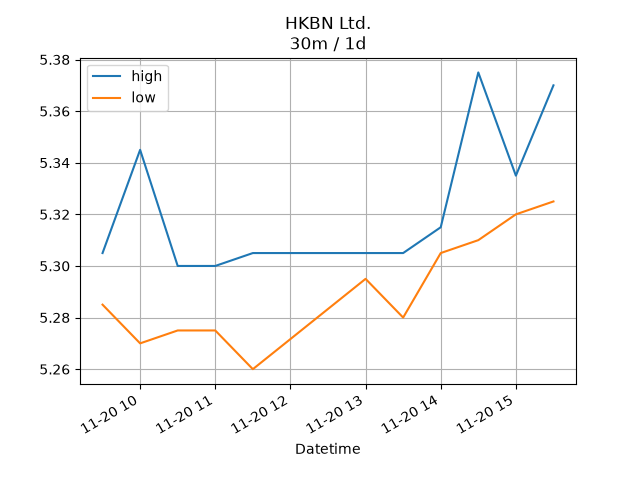 HKBN Ltd.
30m / 1d
high
low
5.38
5.36
5.34
5.32
5.30
5.28
5.26
11-20 10
11-20 11
11-20 12
11-20 13
11-20 14
11-20 15
Datetime